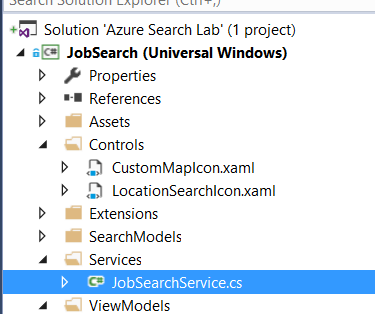 Search Solution Explorer (Ctrl+;)
Solution 'Azure Search Lab' (1 project)
C# JobSearch (Universal Windows)
Properties
References
Assets
Controls
CustomMapIcon.xaml
LocationSearchIcon.xaml
Extensions
SearchModels
Services
C# JobSearchService.cs
ViewModels